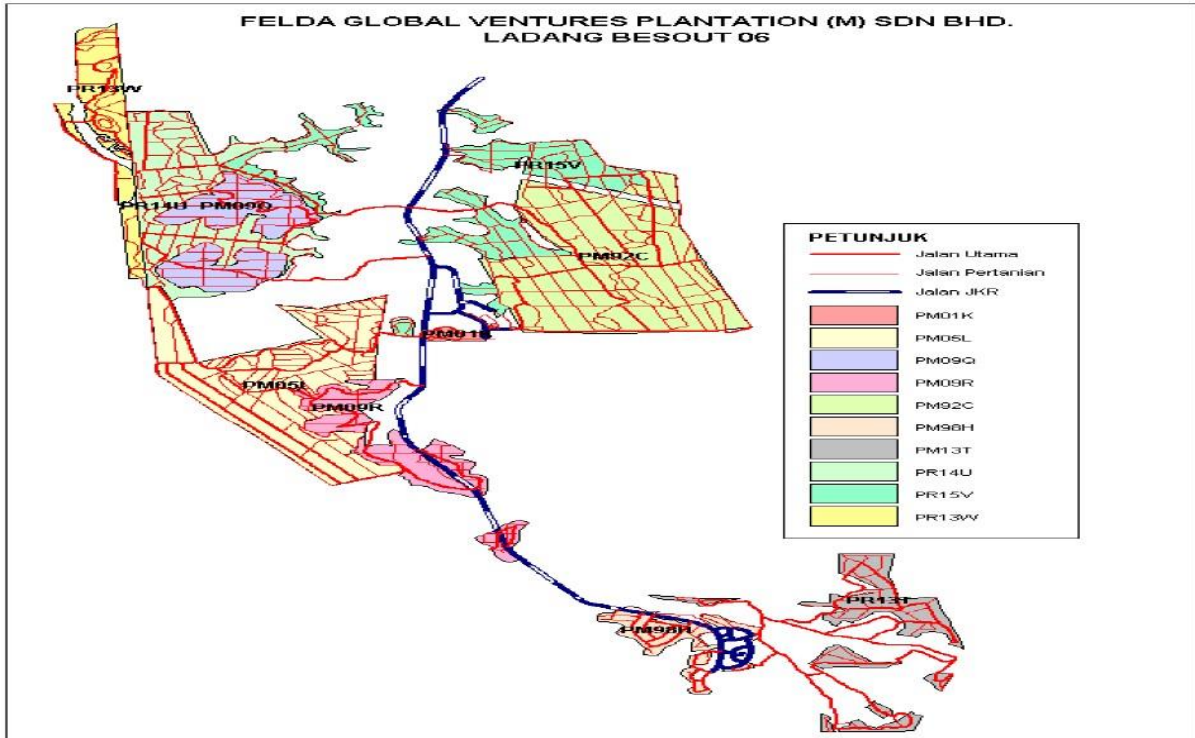 FELDA GLOBAL VENTURES PLANTATION (M) SDN BHD.
LADANG BESOUT 06
PR13W
PR15V
PR14U PM09Q
PM92C
PETUNJUK
Jalan Utama
Jalan Pertanian
Jalan JKR
PM01K
PM05L
PM09Q
PM09R
PM92C
PM98H
PM13T
PR14U
PR15V
PR13W
PM01K
PM05L
PM09R
PR13T
PM98H